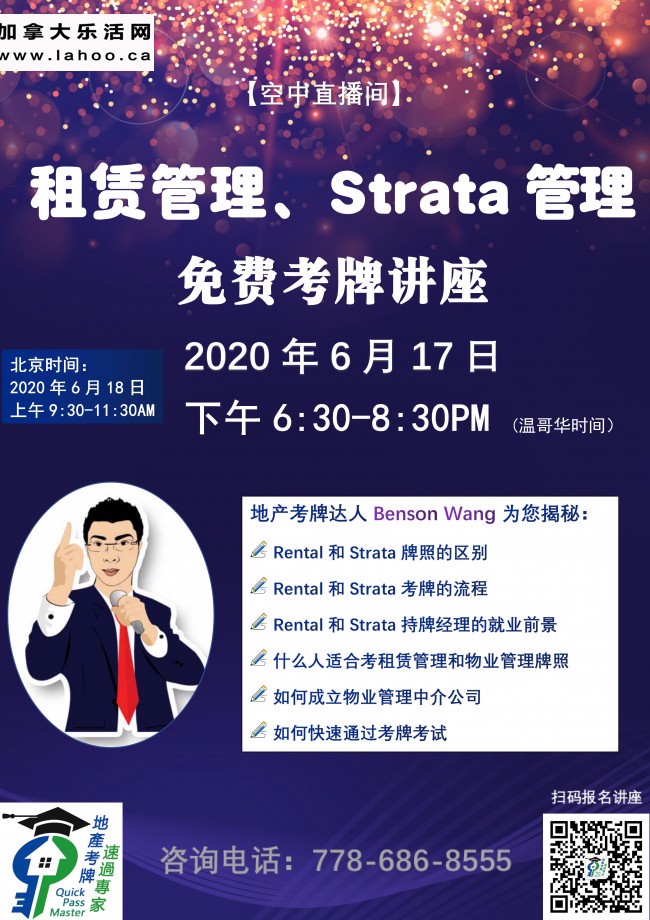 加拿大乐活网
www.lahoo.ca
【空中直播间】
租赁管理、Strata 管理
免费考牌讲座
北京时间：
2020 年 6 月 18 日
上午 9:30-11:30AM
2020 年 6 月 17 日
下午 6:30-8:30PM （温哥华时间）
地产考牌达人 Benson Wang 为您揭秘：
Rental 和 Strata 牌照的区别
Rental 和 Strata 考牌的流程
Rental 和 Strata 持牌经理的就业前景
什么人适合考租赁管理和物业管理牌照
如何成立物业管理中介公司
如何快速通过考牌考试
扫码报名讲座
地產考牌
速過專家
Quick
Pass
Master
咨询电话：778-686-8555